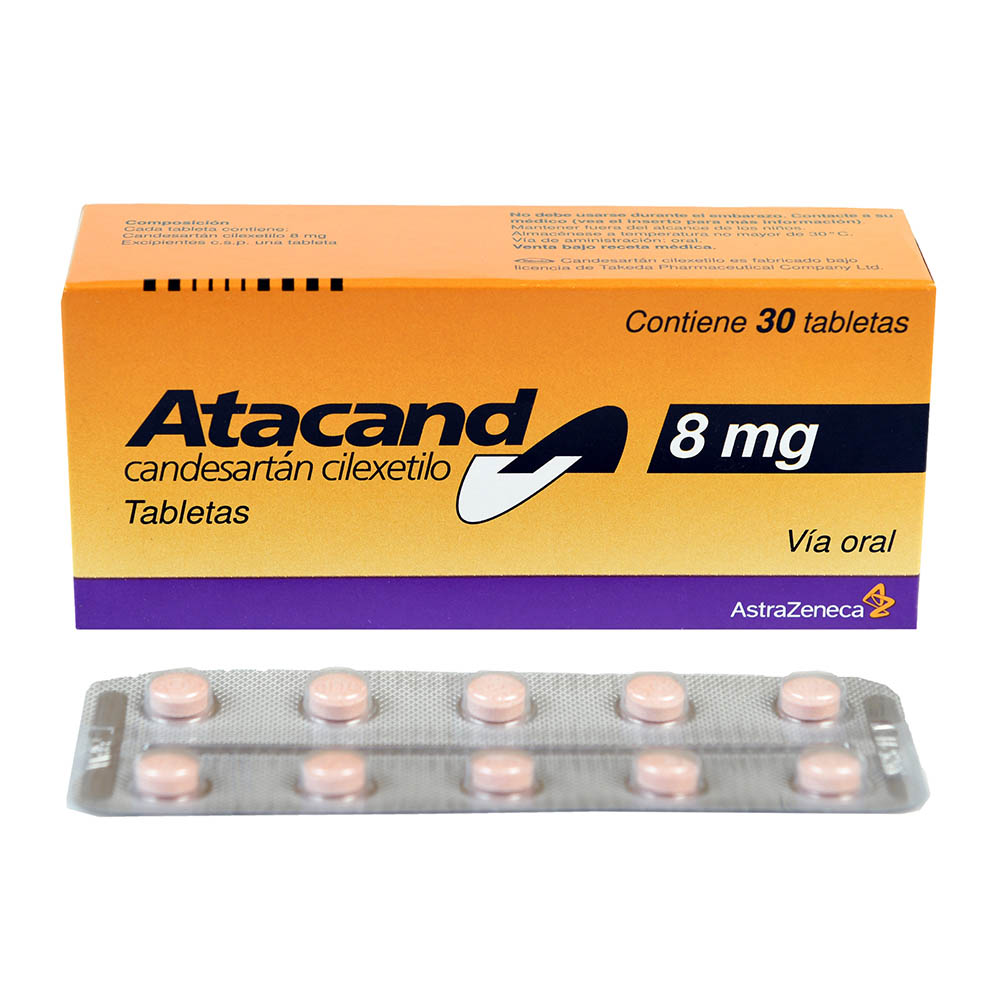 Composición
Cada tableta contiene:
Candesartán cilexetilo 8 mg
Excipientes c.s.p. una tableta
No debe usarse durante el embarazo. Contacte a su
médico (vea el inserto para más información).
Mantener fuera del alcance de los niños.
Almacénese a temperatura no mayor de 30°C.
Vía de aministración: oral.
Venta bajo receta médica.
Candesartán cilexetilo es fabricado bajo
licencia de Takeda Pharmaceutical Company Ltd.
Contiene 30 tabletas
Atacand
8 mg
candesartán cilexetilo
Tabletas
Vía oral
AstraZeneca